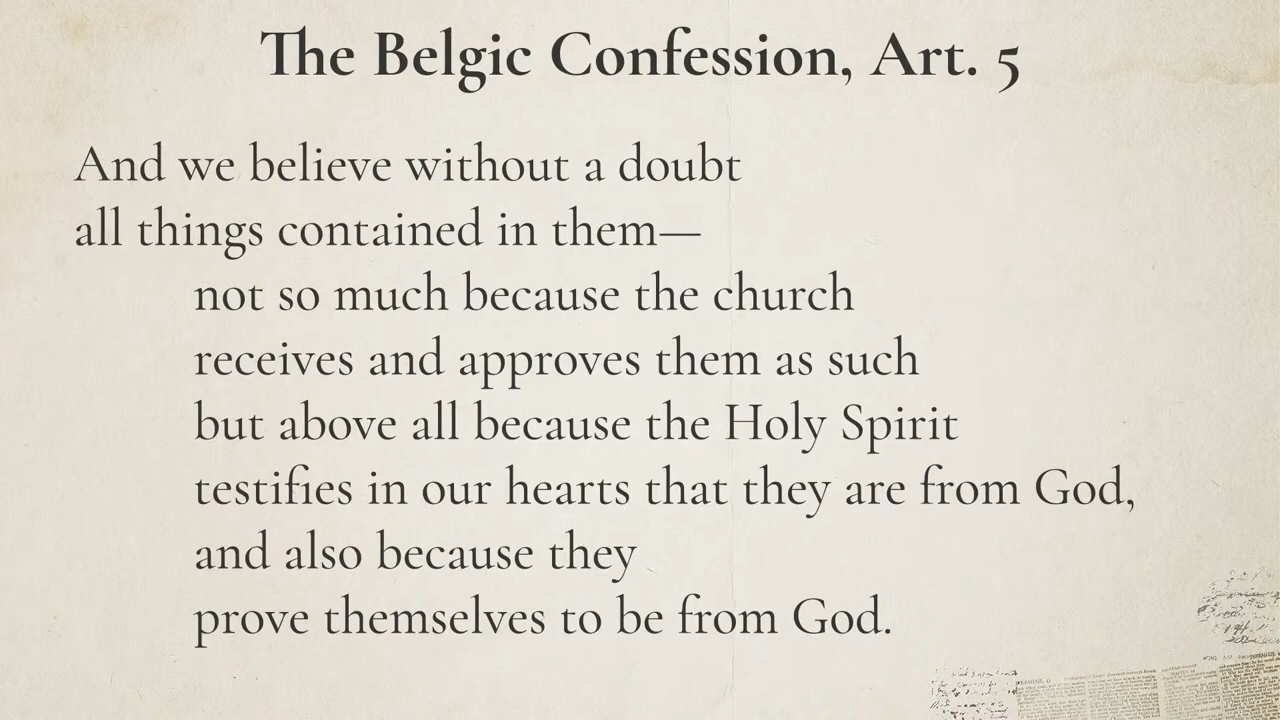 The Belgic Confession, Art. 5
And we believe without a doubt
all things contained in them—
not so much because the church
receives and approves them as such
but above all because the Holy Spirit
testifies in our hearts that they are from God,
and also because they
prove themselves to be from God.